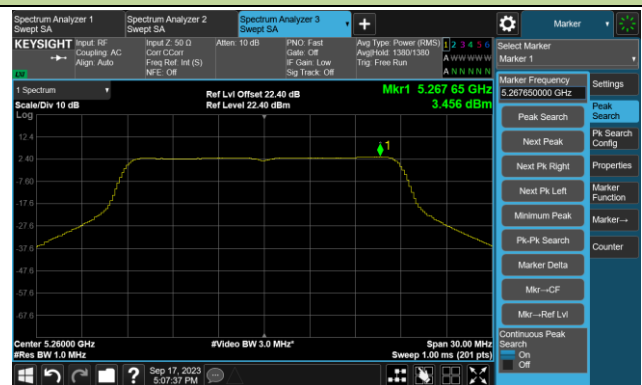 Spectrum Analyzer 1
Swept SA
Spectrum Analyzer 2
Swept SA
Spectrum Analyzer 3
Swept SA
Marker
KEYSIGHT
Input: RF
Coupling: AC
Align: Auto
Input Z: 50 Ω
Corr CCorr
Freq Ref: Int (S)
NFE: Off
Atten: 10 dB
PNO: Fast
Gate: Off
IF Gain: Low
Sig Track: Off
Avg Type: Power (RMS)
Avg|Hold: 1380/1380
Trig: Free Run
1 2 3 4 5 6
A W W W W W
A N N N N N
LXI
Select Marker
Marker 1
1 Spectrum
Scale/Div 10 dB
Log
Ref Lvl Offset 22.40 dB
Ref Level 22.40 dBm
Mkr1 5.267 65 GHz
3.456 dBm
12.4
2.40
-7.60
-17.6
-27.6
-37.6
-47.6
-57.6
-67.6
1
Center 5.26000 GHz
#Res BW 1.0 MHz
#Video BW 3.0 MHz*
Span 30.00 MHz
Sweep 1.00 ms (201 pts)
Marker Frequency
5.267650000 GHz
Peak Search
Next Peak
Next Pk Right
Next Pk Left
Minimum Peak
Pk-Pk Search
Marker Delta
Mkr→CF
Mkr→Ref Lvl
Continuous Peak
Search
On
Off
Settings
Peak
Search
Pk Search
Config
Properties
Marker
Function
Marker→
Counter
Sep 17, 2023
5:07:37 PM